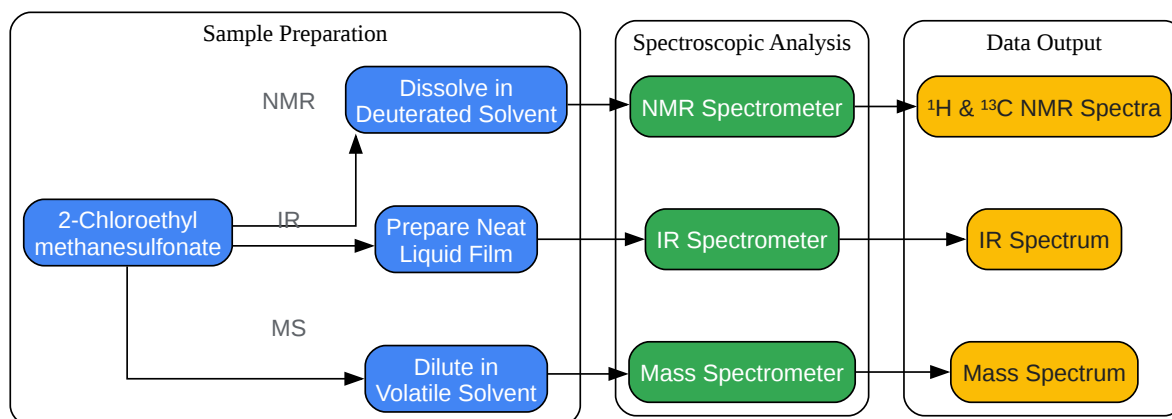 Sample Preparation
Spectroscopic Analysis
Data Output
NMR
Dissolve in
Deuterated Solvent
NMR Spectrometer
¹H & ¹³C NMR Spectra
2-Chloroethyl
methanesulfonate
IR
Prepare Neat
Liquid Film
IR Spectrometer
IR Spectrum
MS
Dilute in
Volatile Solvent
Mass Spectrometer
Mass Spectrum